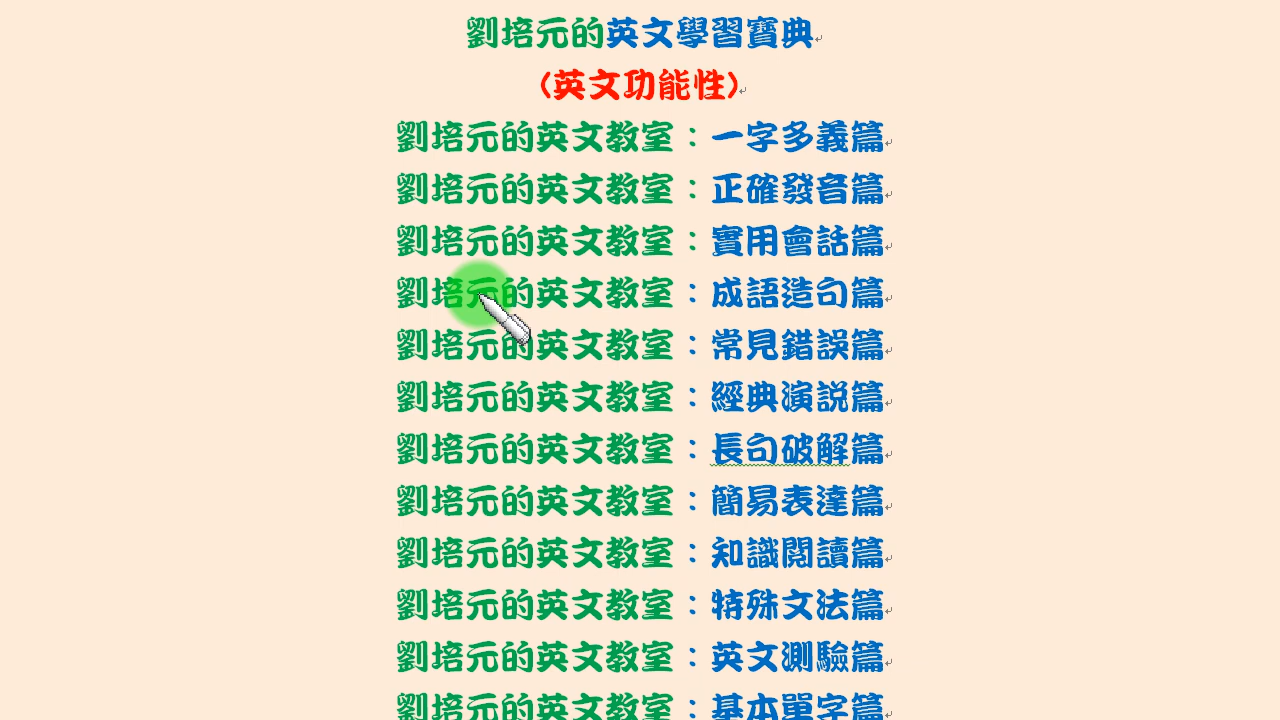 劉培元的英文學習寶典
(英文功能性)
劉培元的英文教室：一字多義篇
劉培元的英文教室：正確發音篇
劉培元的英文教室：實用會話篇
劉培元的英文教室：成語造句篇
劉培元的英文教室：常見錯誤篇
劉培元的英文教室：經典演說篇
劉培元的英文教室：長句破解篇
劉培元的英文教室：簡易表達篇
劉培元的英文教室：知識閱讀篇
劉培元的英文教室：特殊文法篇
劉培元的英文教室：英文測驗篇
劉培元的英文教室：基本單字篇